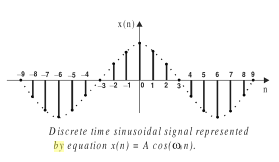 x(n)
-9 -8 -7 -6 -5 -4 -3 -2 -1 0 1 2 3 4 5 6 7 8 9
n
Discrete time sinusoidal signal represented
by equation x(n) = A cos(ω₀n).